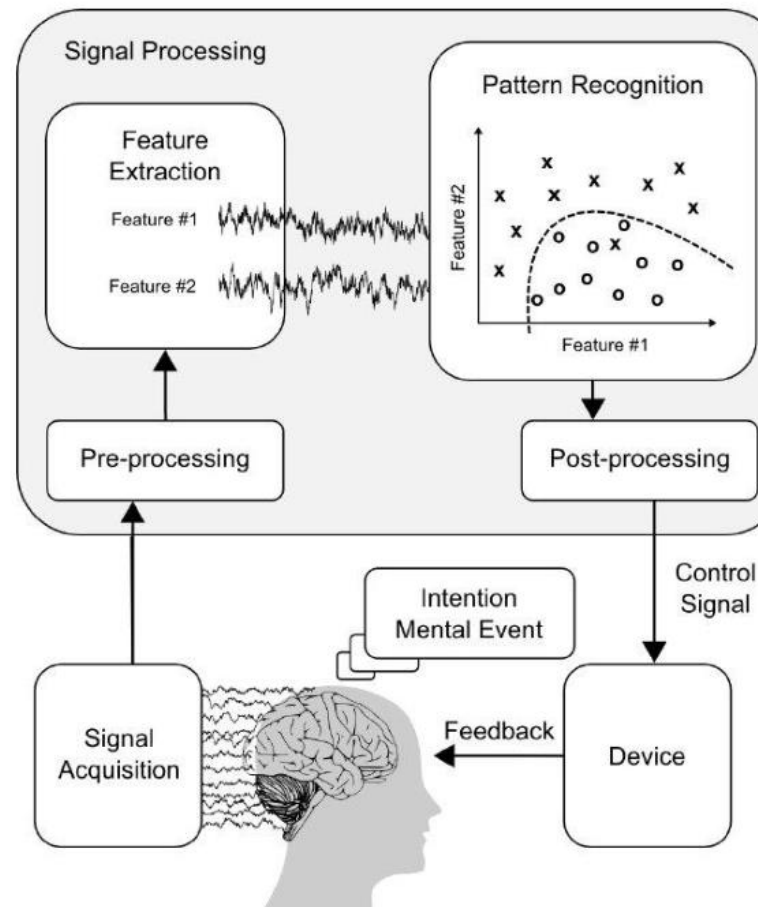 Signal Processing
Feature
Extraction
Feature #1
Feature #2
Pattern Recognition
Feature #2
x x x x x x x x x x x
o o o o o o o o o o
Feature #1
Pre-processing
Post-processing
Control
Signal
Intention
Mental Event
Signal
Acquisition
Feedback
Device